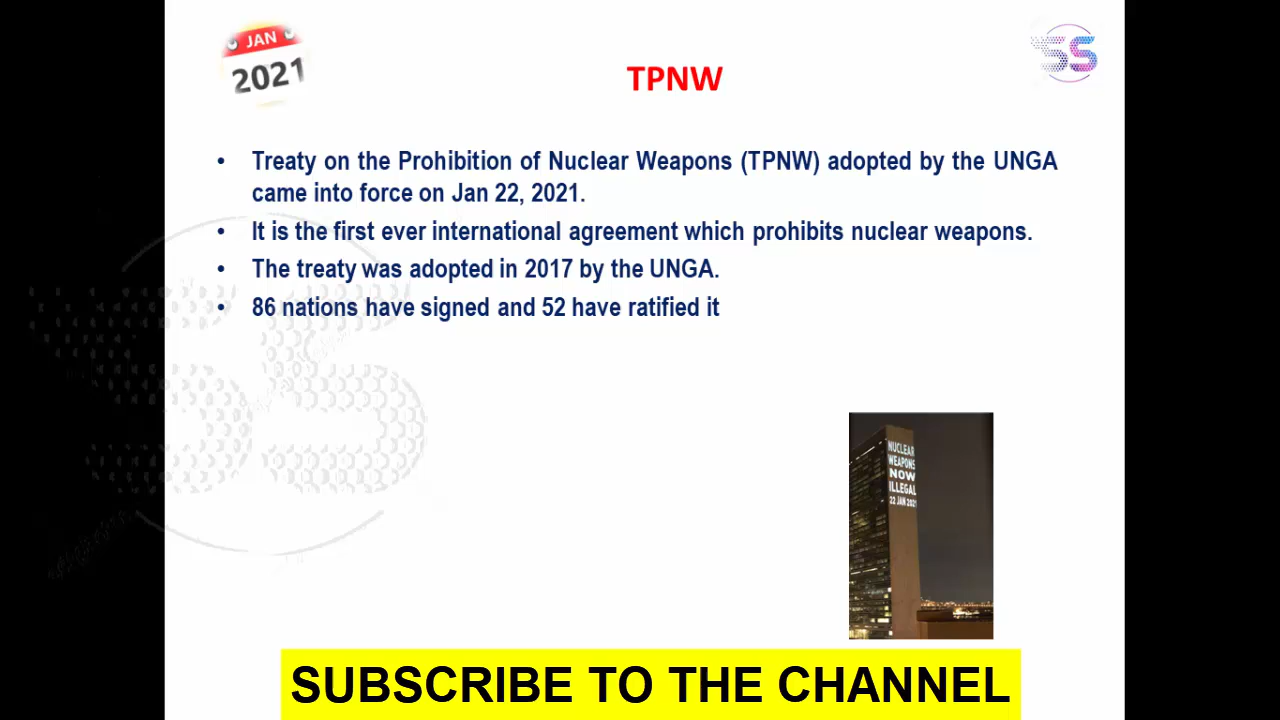 JAN
2021
SS
TPNW
• Treaty on the Prohibition of Nuclear Weapons (TPNW) adopted by the UNGA
came into force on Jan 22, 2021.
• It is the first ever international agreement which prohibits nuclear weapons.
• The treaty was adopted in 2017 by the UNGA.
• 86 nations have signed and 52 have ratified it
NUCLEAR
WEAPONS
NOW
ILLEGAL
22 JAN 2021
SUBSCRIBE TO THE CHANNEL